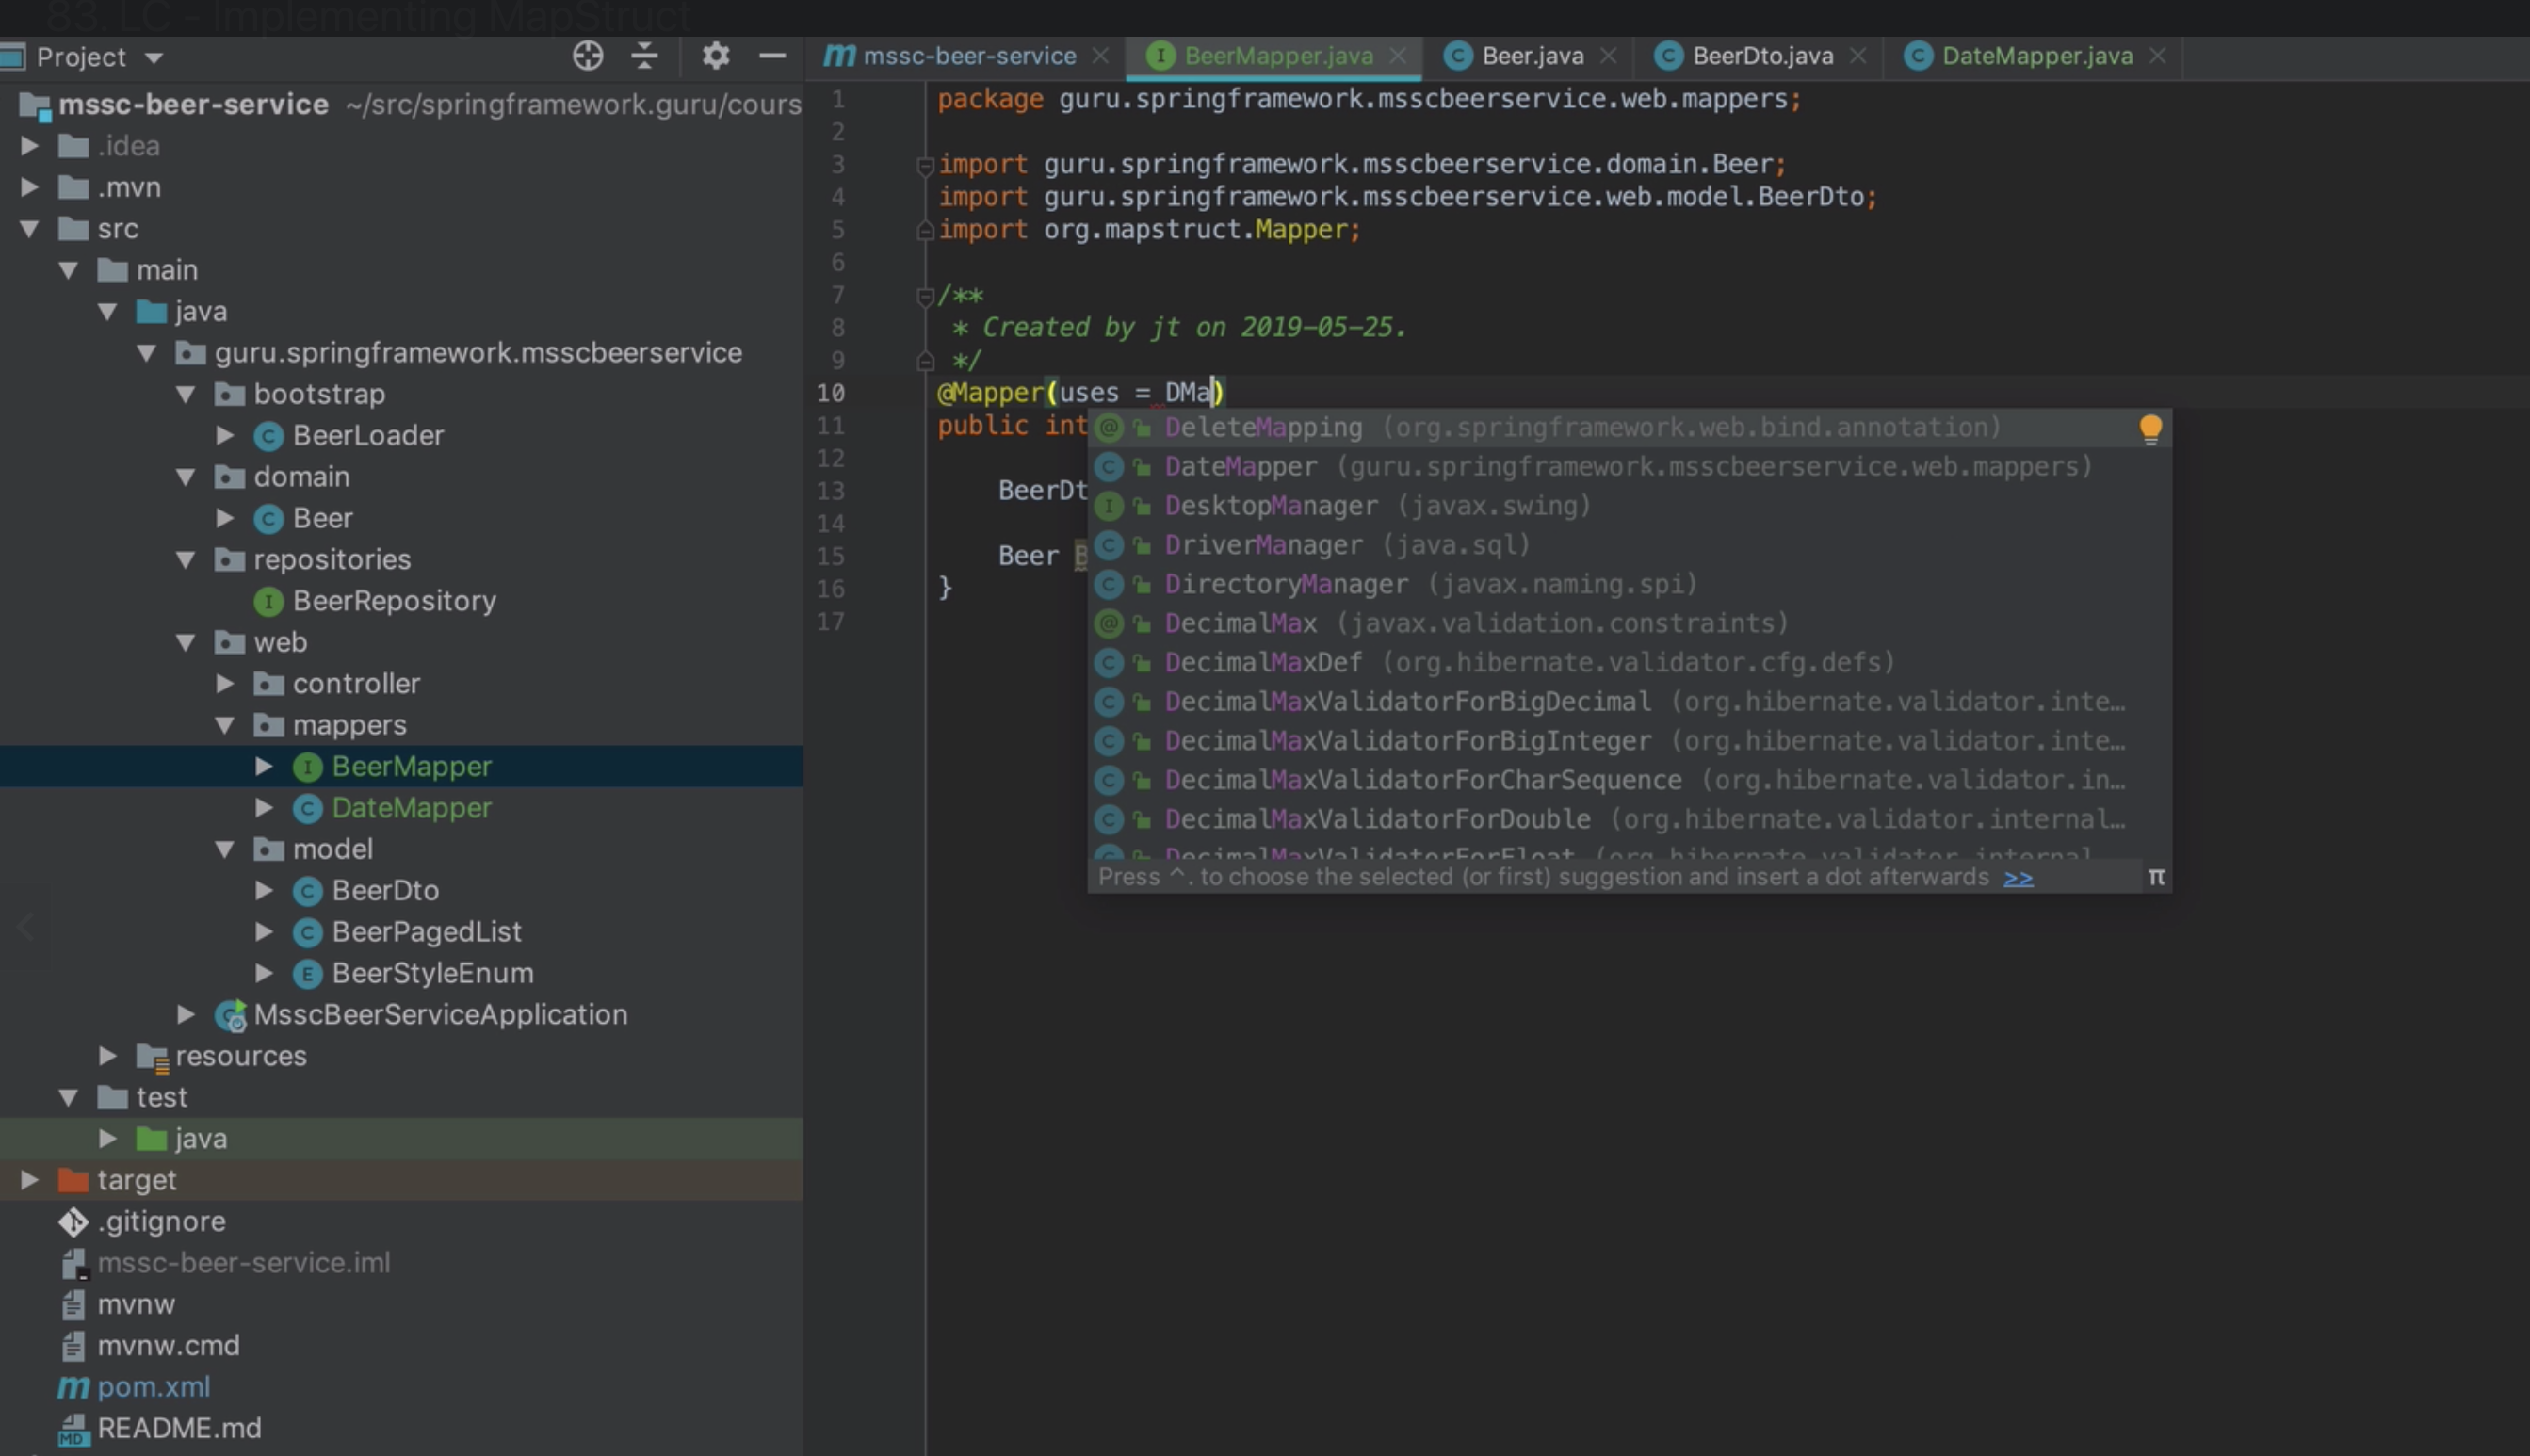 83. LC - Implementing MapStruct
Project
mssc-beer-service ~/src/springframework.guru/cours
.idea
.mvn
src
main
java
guru.springframework.msscbeerservice
bootstrap
BeerLoader
domain
Beer
repositories
BeerRepository
web
controller
mappers
BeerMapper
DateMapper
model
BeerDto
BeerPagedList
BeerStyleEnum
MsscBeerServiceApplication
resources
test
java
target
.gitignore
mssc-beer-service.iml
mvnw
mvnw.cmd
pom.xml
README.md
mssc-beer-service BeerMapper.java Beer.java BeerDto.java DateMapper.java
1 package guru.springframework.msscbeerservice.web.mappers;
2
3 import guru.springframework.msscbeerservice.domain.Beer;
4 import guru.springframework.msscbeerservice.web.model.BeerDto;
5 import org.mapstruct.Mapper;
6
7 /**
8 * Created by jt on 2019-05-25.
9 */
10 @Mapper(uses = DMa)
11 public int
12
13 BeerDt
14
15 Beer B
16 }
17
DeleteMapping (org.springframework.web.bind.annotation)
DateMapper (guru.springframework.msscbeerservice.web.mappers)
DesktopManager (javax.swing)
DriverManager (java.sql)
DirectoryManager (javax.naming.spi)
DecimalMax (javax.validation.constraints)
DecimalMaxDef (org.hibernate.validator.cfg.defs)
DecimalMaxValidatorForBigDecimal (org.hibernate.validator.inte…
DecimalMaxValidatorForBigInteger (org.hibernate.validator.inte…
DecimalMaxValidatorForCharSequence (org.hibernate.validator.in…
DecimalMaxValidatorForDouble (org.hibernate.validator.internal…
DecimalMaxValidatorForFloat (org.hibernate.validator.internal
Press ^. to choose the selected (or first) suggestion and insert a dot afterwards >> π